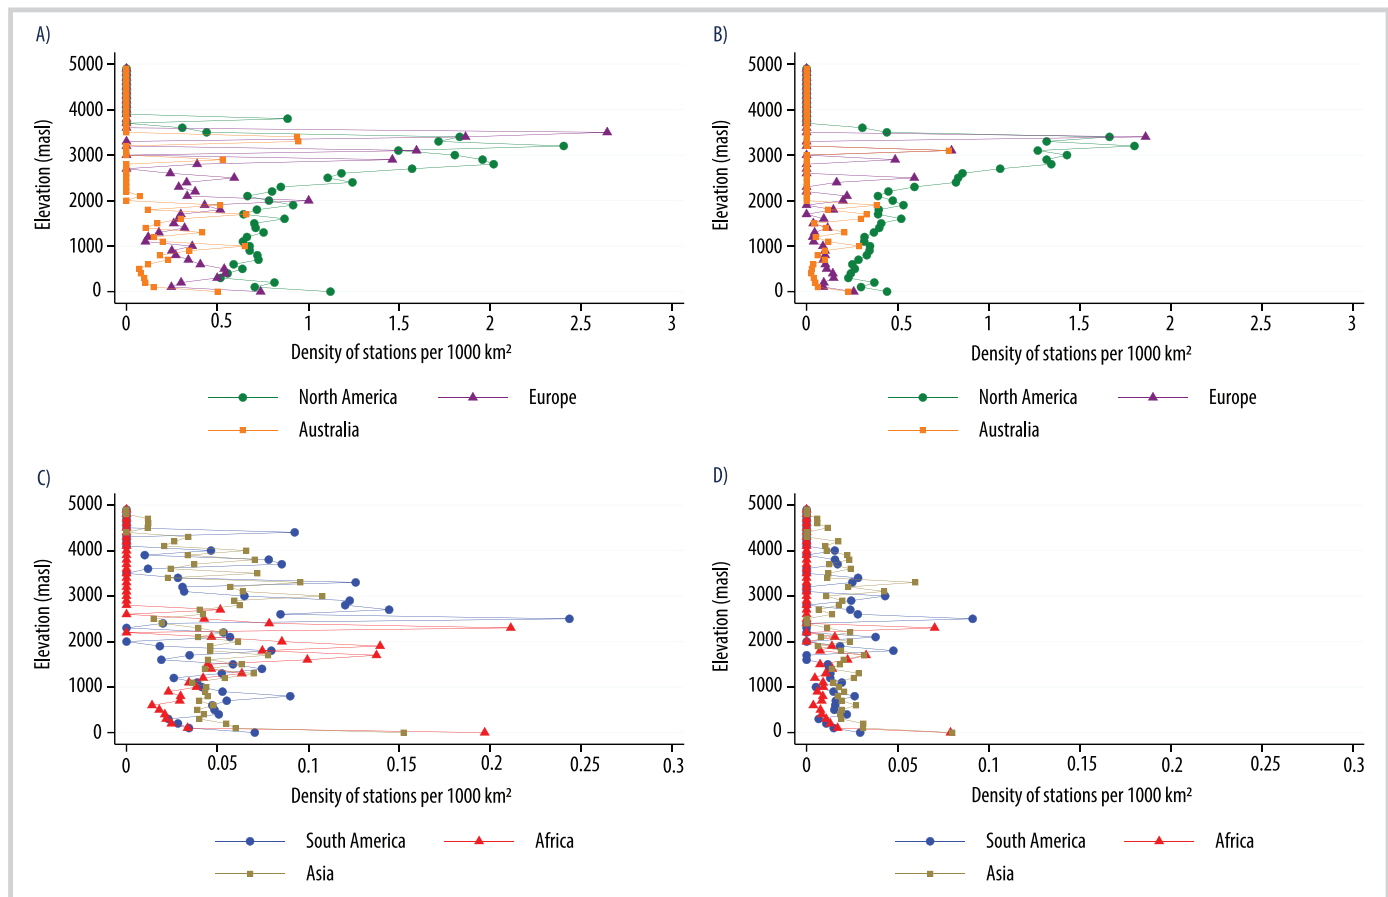 A)
Elevation (masl)
5000
4000
3000
2000
1000
0
0 0.5 1 1.5 2 2.5 3
Density of stations per 1000 km²
North America Europe
Australia
B)
Elevation (masl)
5000
4000
3000
2000
1000
0
0 0.5 1 1.5 2 2.5 3
Density of stations per 1000 km²
North America Europe
Australia
C)
Elevation (masl)
5000
4000
3000
2000
1000
0
0 0.05 0.1 0.15 0.2 0.25 0.3
Density of stations per 1000 km²
South America Africa
Asia
D)
Elevation (masl)
5000
4000
3000
2000
1000
0
0 0.05 0.1 0.15 0.2 0.25 0.3
Density of stations per 1000 km²
South America Africa
Asia